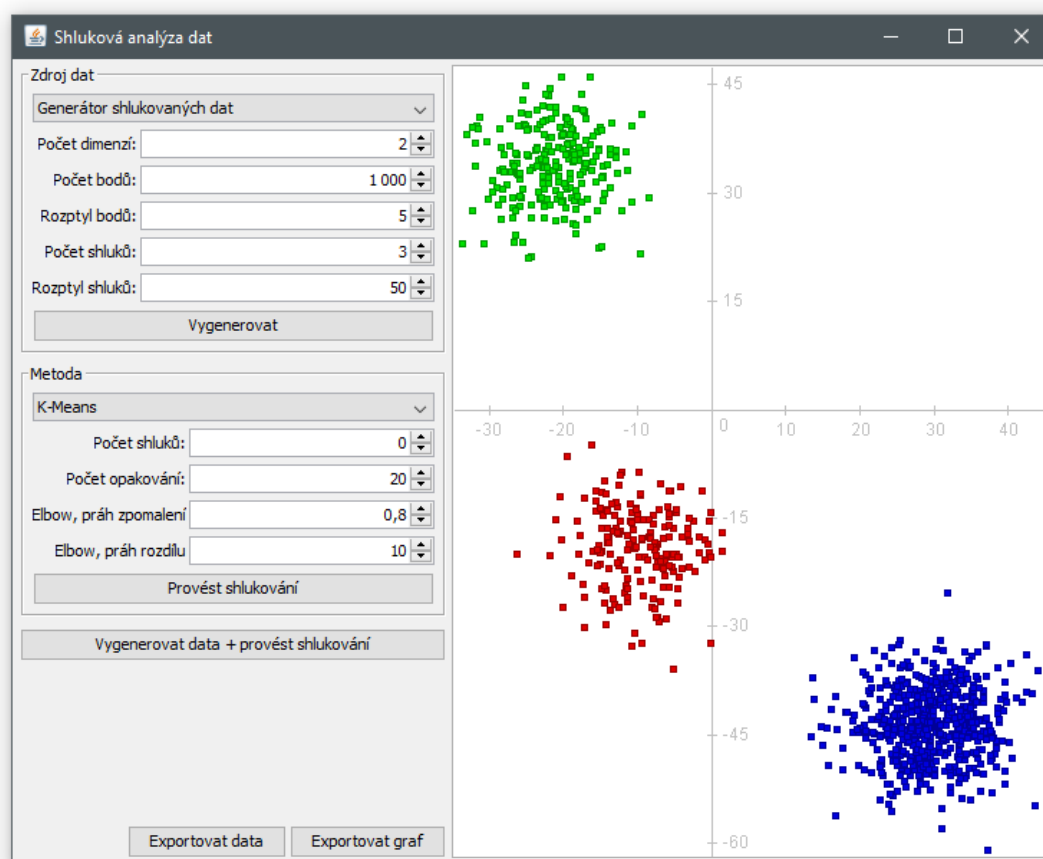 Shluková analýza dat
Zdroj dat
Generátor shlukovaných dat
Počet dimenzí: 2
Počet bodů: 1 000
Rozptyl bodů: 5
Počet shluků: 3
Rozptyl shluků: 50
Vygenerovat
Metoda
K-Means
Počet shluků: 0
Počet opakování: 20
Elbow, práh zpomalení 0,8
Elbow, práh rozdílu 10
Provést shlukování
Vygenerovat data + provést shlukování
Exportovat data Exportovat graf
45
30
15
-30 -20 -10 0 10 20 30 40
-15
-30
-45
-60